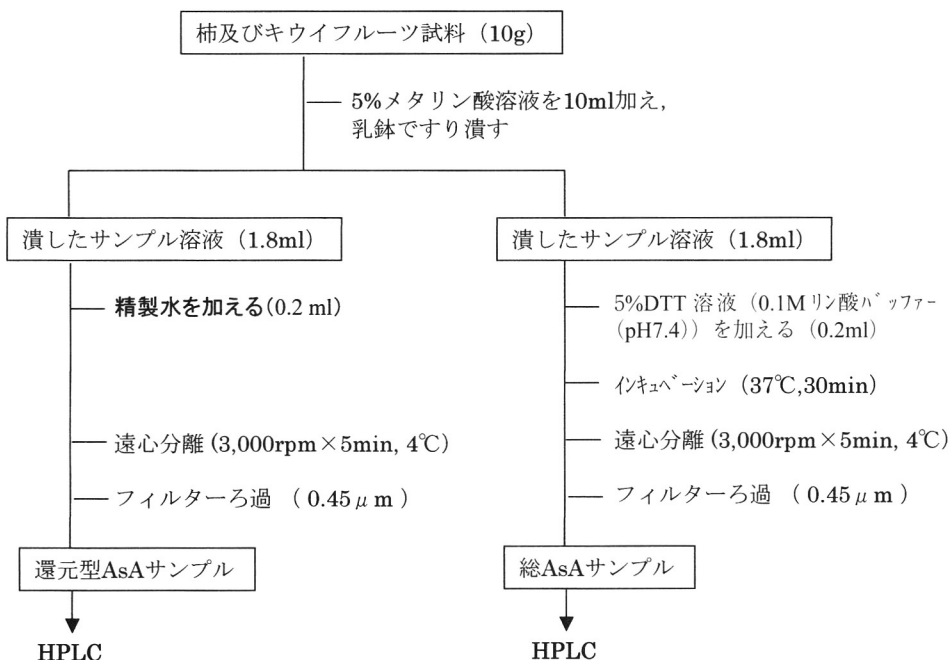 柿及びキウイフルーツ試料（10g）
5%メタリン酸溶液を10ml加え，
乳鉢ですり潰す
潰したサンプル溶液（1.8ml）
精製水を加える(0.2 ml)
遠心分離 (3,000rpm×5min, 4℃)
フィルターろ過 （ 0.45μm ）
還元型AsAサンプル
HPLC
潰したサンプル溶液（1.8ml）
5%DTT 溶液（0.1M リン酸ﾊﾞｯﾌｧｰ
(pH7.4)）を加える（0.2ml）
ｲﾝｷｭﾍﾞｰｼｮﾝ（37℃,30min）
遠心分離 (3,000rpm×5min, 4℃)
フィルターろ過 （ 0.45μm ）
総AsAサンプル
HPLC